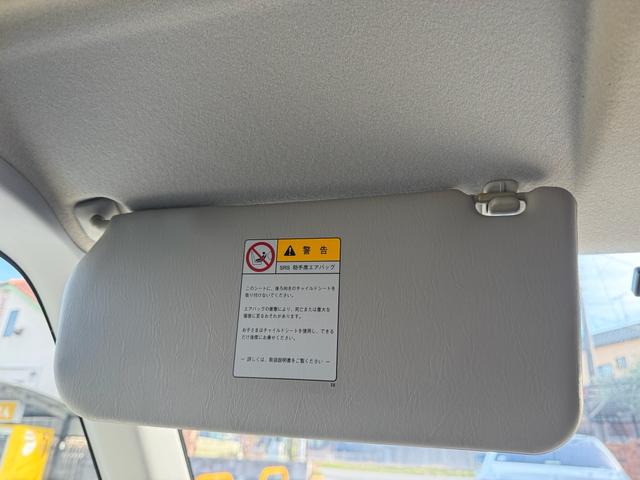 警告
SRS 助手席エアバッグ
このシートに、後ろ向きのチャイルドシートを
取り付けないでください。
エアバッグの衝撃により、死亡または重大な
傷害に至るおそれがあります。
お子さまはチャイルドシートを使用し、できる
だけ後席にお乗せください。
― 詳しくは、取扱説明書をご覧ください ―